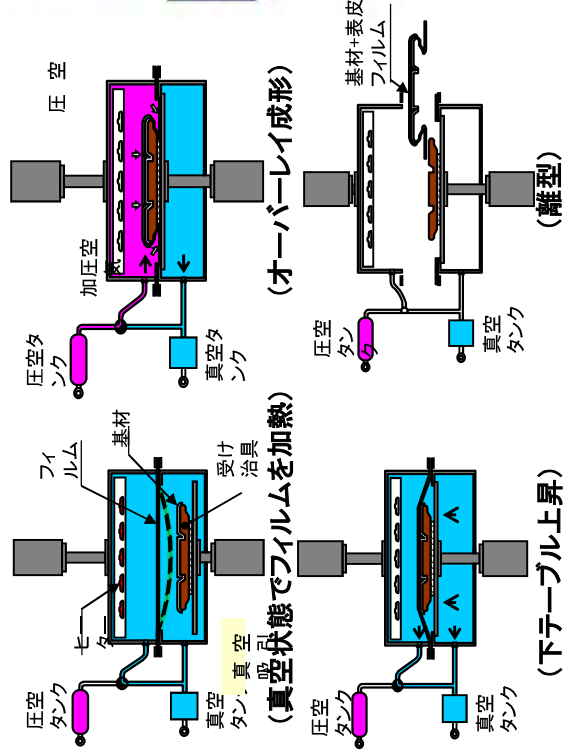 圧空
タンク
真空
タンク
ヒー
ター
フィ
ルム
基材
受け
治具
真 空
吸 引
(真空状態でフィルムを加熱)
圧空
タンク
真空
タンク
(下テーブル上昇)
圧空タ
ンク
真空タ
ンク
加圧空
気
圧 空
(オーバーレイ成形)
圧空
タン
ク
真空
タンク
基材+表皮
フィルム
(離型)